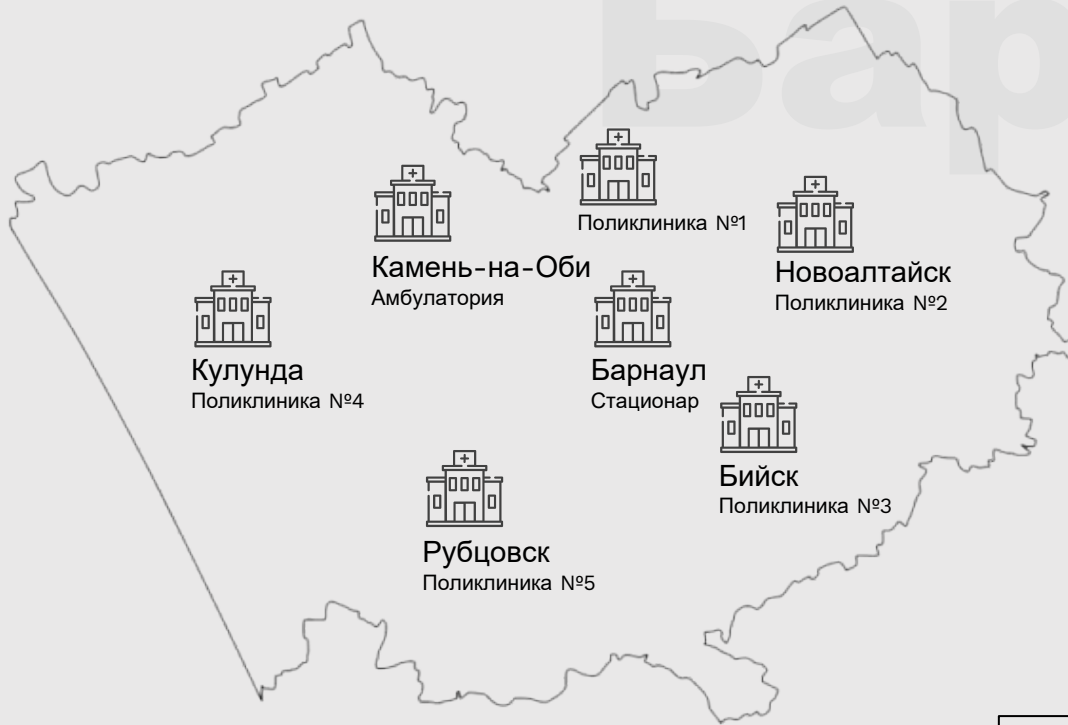 Бар
Поликлиника №1
Камень-на-Оби
Амбулатория
Новоалтайск
Поликлиника №2
Кулунда
Поликлиника №4
Барнаул
Стационар
Бийск
Поликлиника №3
Рубцовск
Поликлиника №5